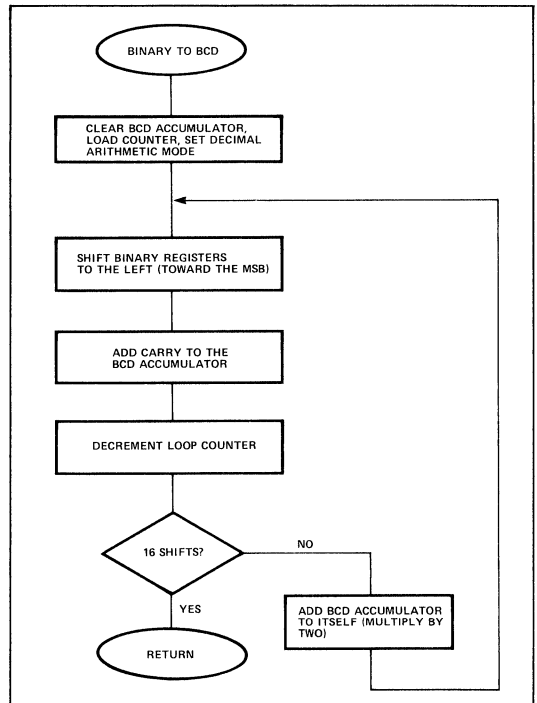 BINARY TO BCD
CLEAR BCD ACCUMULATOR,
LOAD COUNTER, SET DECIMAL
ARITHMETIC MODE
SHIFT BINARY REGISTERS
TO THE LEFT (TOWARD THE MSB)
ADD CARRY TO THE
BCD ACCUMULATOR
DECREMENT LOOP COUNTER
16 SHIFTS?
NO
YES
ADD BCD ACCUMULATOR
TO ITSELF (MULTIPLY BY
TWO)
RETURN